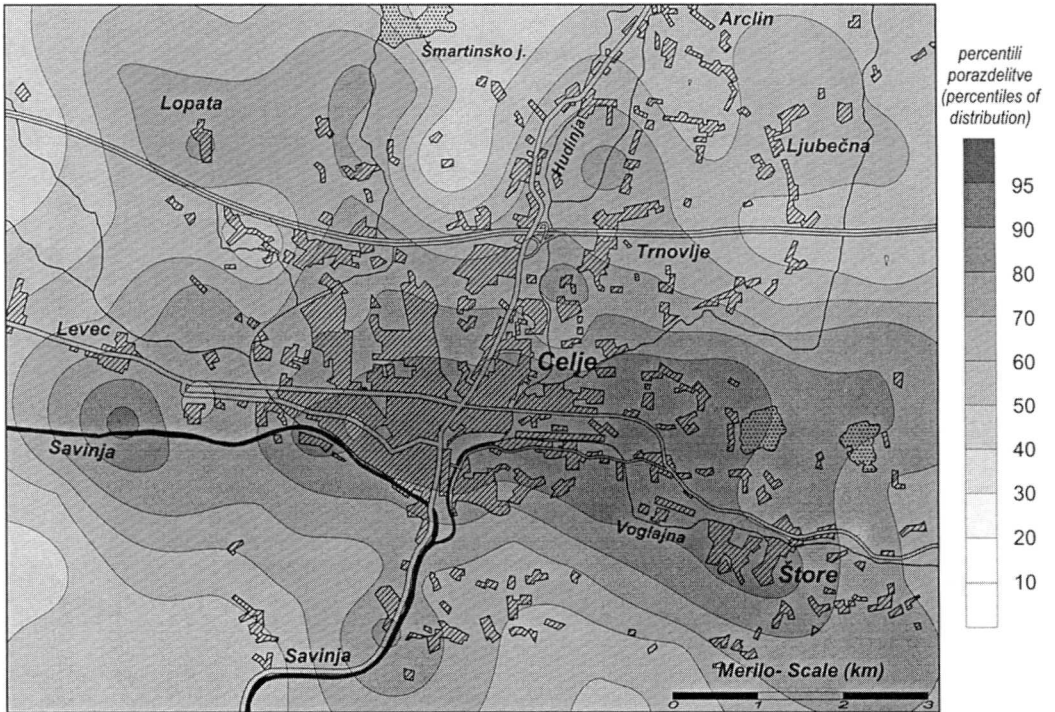 Arclin
Šmartinsko j.
Lopata
Hudinja
Ljubečna
Trnovlje
Levec
Celje
Savinja
Voglajna
Štore
Savinja
Merilo- Scale (km)
0 1 2 3
percentili
porazdelitve
(percentiles of
distribution)
95
90
80
70
60
50
40
30
20
10